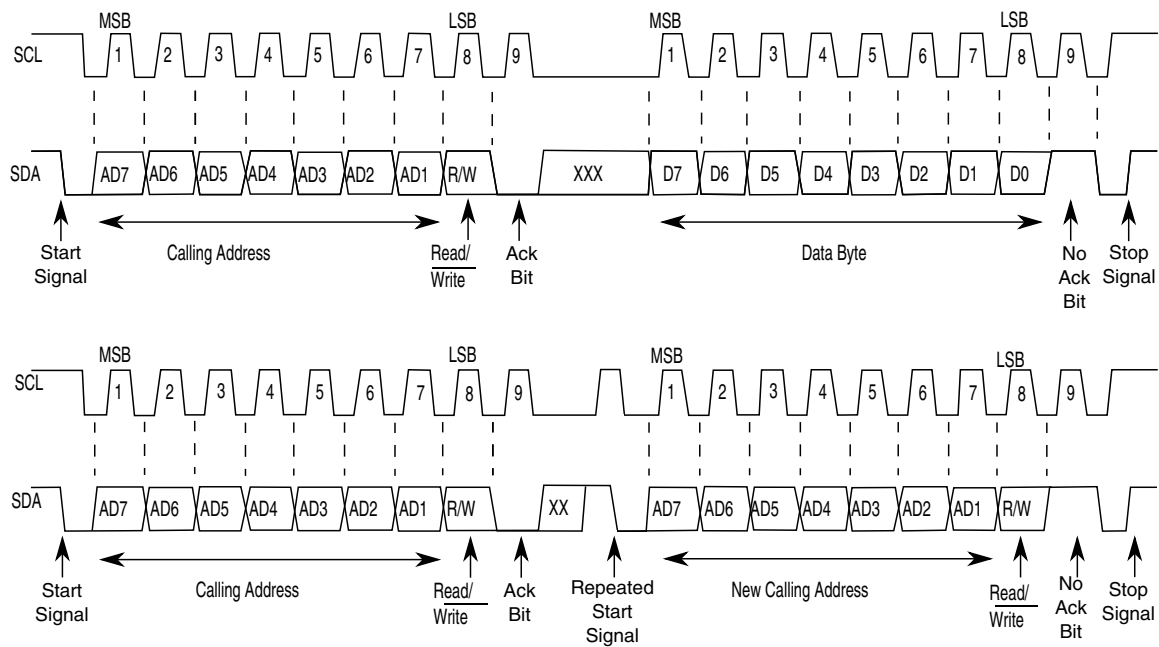 MSB LSB MSB LSB
SCL 1 2 3 4 5 6 7 8 9 1 2 3 4 5 6 7 8 9
SDA AD7 AD6 AD5 AD4 AD3 AD2 AD1 R/W XXX D7 D6 D5 D4 D3 D2 D1 D0
Start Signal
Calling Address
Read/
Write
Ack
Bit
Data Byte
No
Ack
Bit
Stop
Signal
MSB LSB MSB LSB
SCL 1 2 3 4 5 6 7 8 9 1 2 3 4 5 6 7 8 9
SDA AD7 AD6 AD5 AD4 AD3 AD2 AD1 R/W XX AD7 AD6 AD5 AD4 AD3 AD2 AD1 R/W
Start
Signal
Calling Address
Read/
Write
Ack
Bit
Repeated
Start
Signal
New Calling Address
Read/
Write
No
Ack
Bit
Stop
Signal